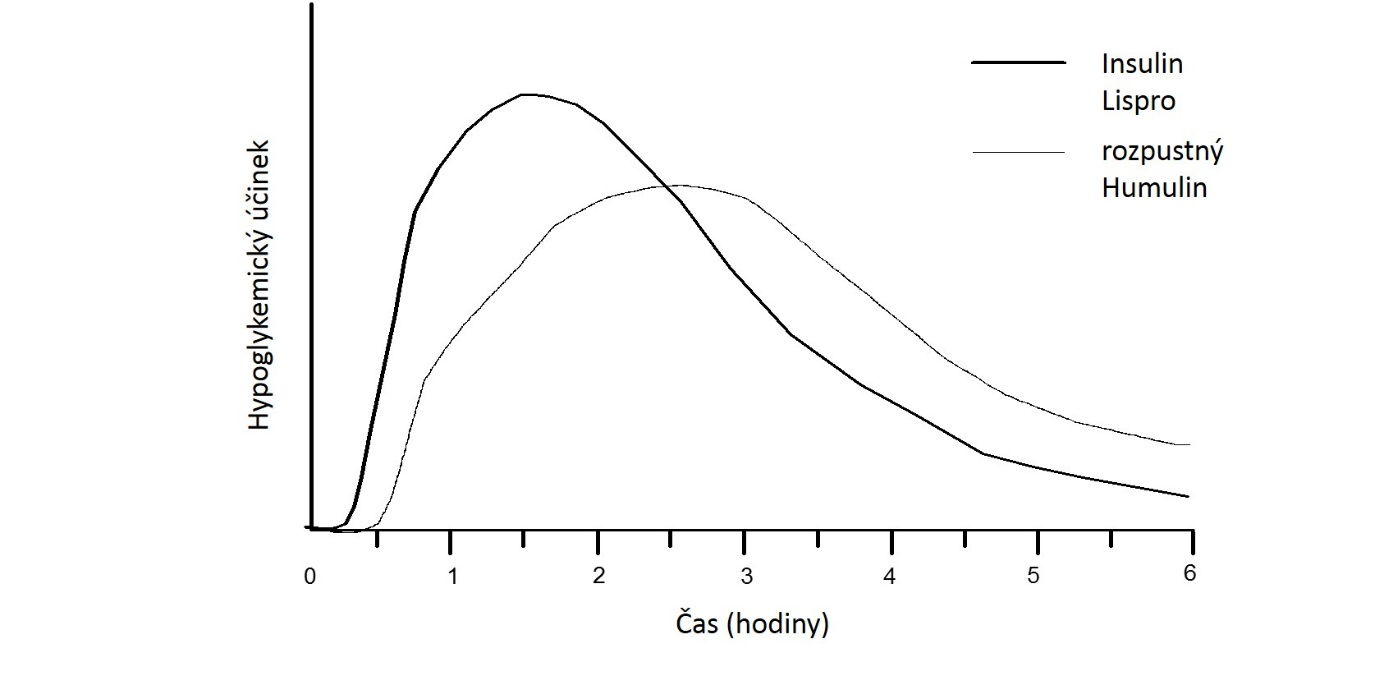 Insulin
Lispro
rozpustný
Humulin
Hypoglykemický účinek
0 1 2 3 4 5 6
Čas (hodiny)